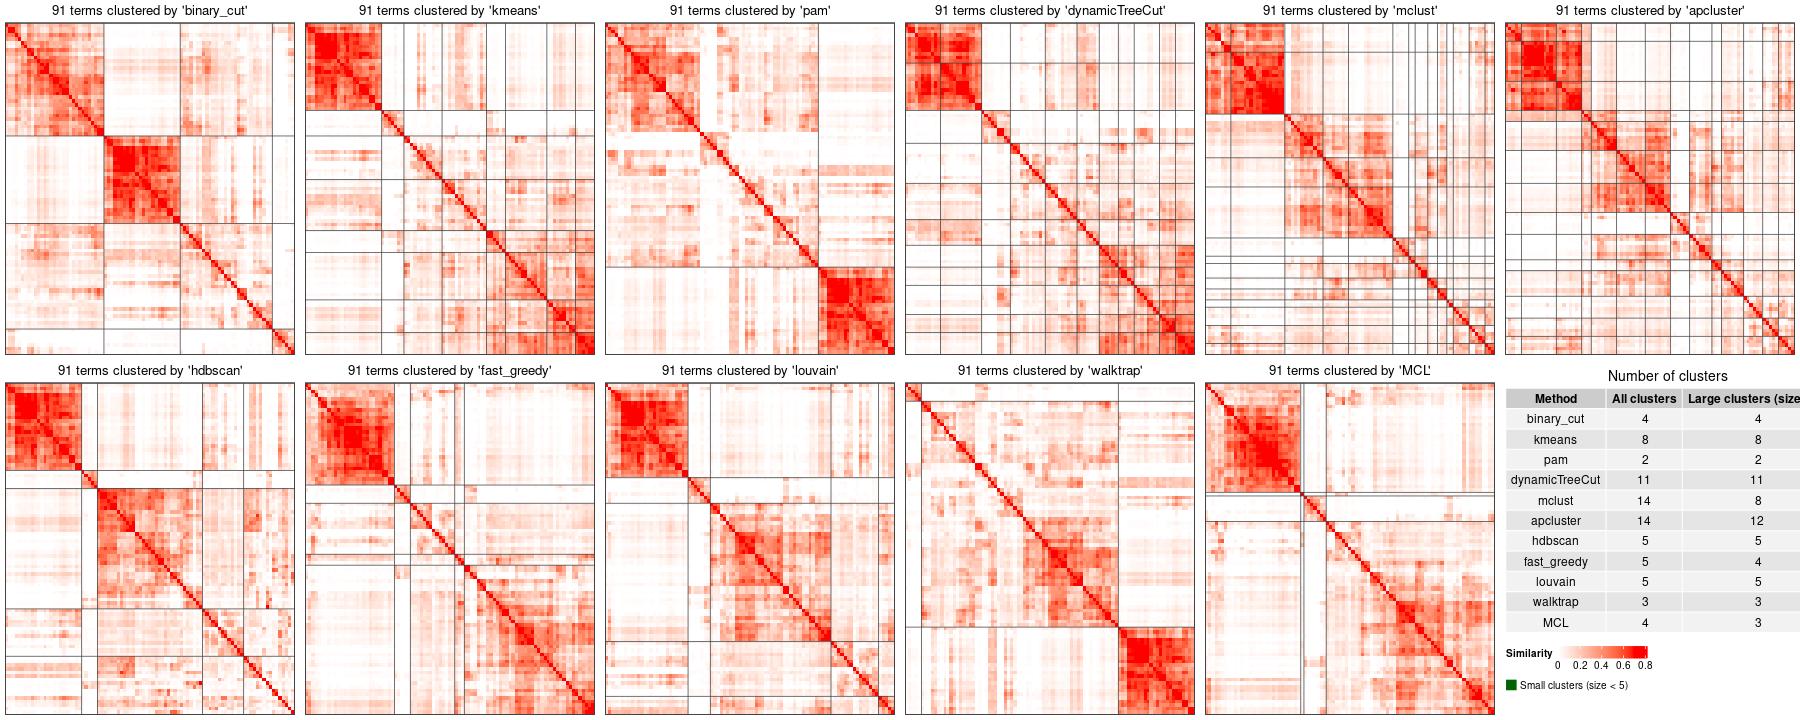 91 terms clustered by 'binary_cut'
91 terms clustered by 'kmeans'
91 terms clustered by 'pam'
91 terms clustered by 'dynamicTreeCut'
91 terms clustered by 'mclust'
91 terms clustered by 'apcluster'
91 terms clustered by 'hdbscan'
91 terms clustered by 'fast_greedy'
91 terms clustered by 'louvain'
91 terms clustered by 'walktrap'
91 terms clustered by 'MCL'
Number of clusters
Method All clusters Large clusters (size
binary_cut 4 4
kmeans 8 8
pam 2 2
dynamicTreeCut 11 11
mclust 14 8
apcluster 14 12
hdbscan 5 5
fast_greedy 5 4
louvain 5 5
walktrap 3 3
MCL 4 3
Similarity
0 0.2 0.4 0.6 0.8
Small clusters (size < 5)